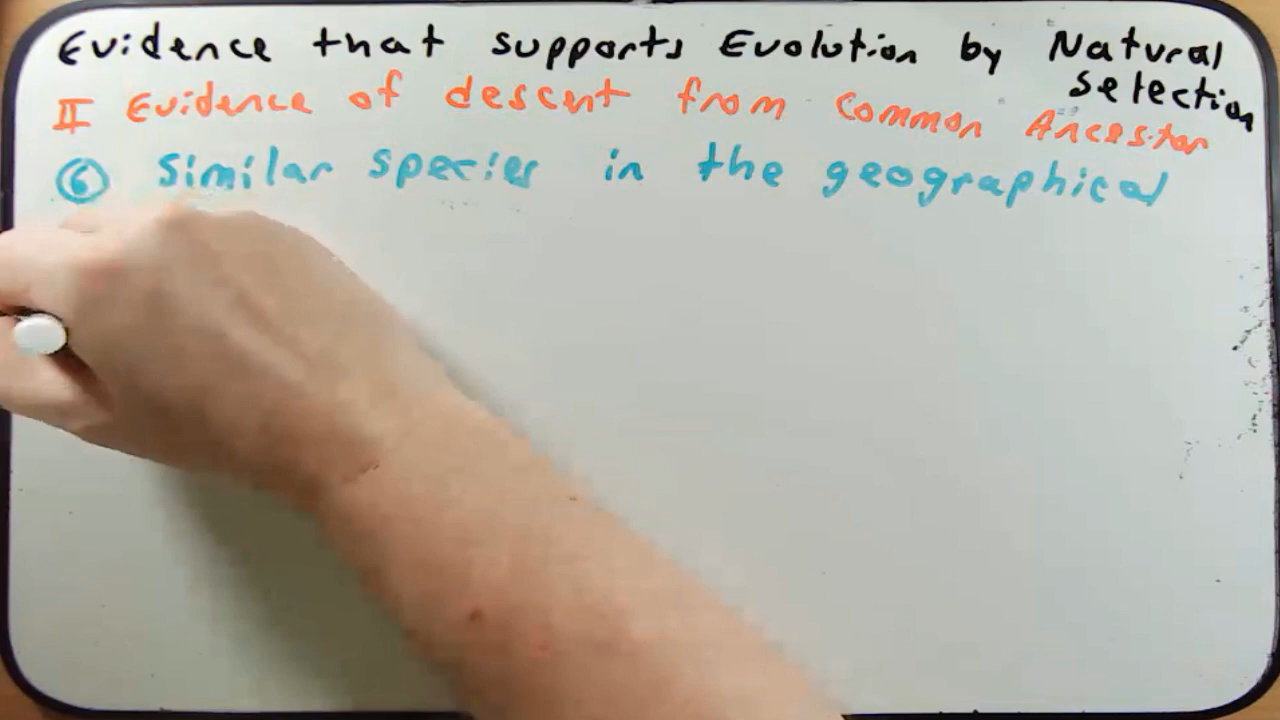 Evidence that supports Evolution by Natural
Selection
II Evidence of descent from Common Ancestor
6 Similar species in the geographical